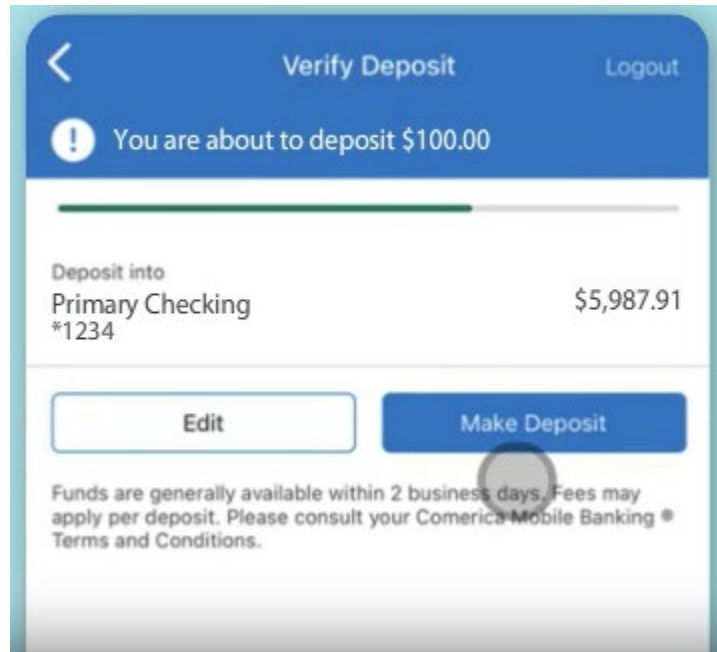 Verify Deposit
Logout
! You are about to deposit $100.00
Deposit into
Primary Checking
$5,987.91
*1234
Edit
Make Deposit
Funds are generally available within 2 business days. Fees may
apply per deposit. Please consult your Comerica Mobile Banking ®
Terms and Conditions.